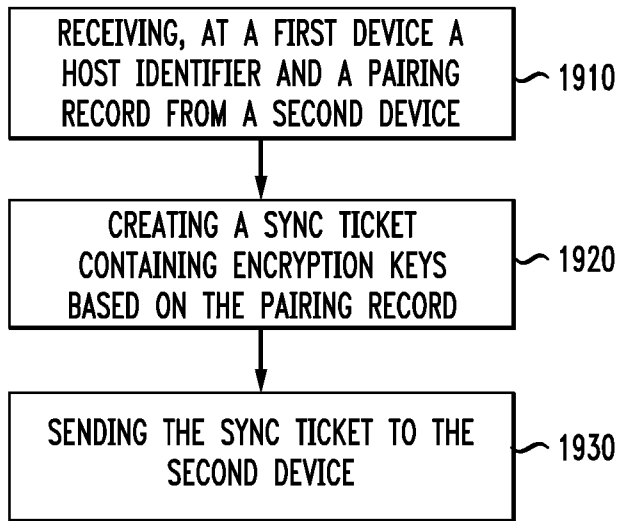 RECEIVING, AT A FIRST DEVICE A
HOST IDENTIFIER AND A PAIRING
RECORD FROM A SECOND DEVICE
1910
CREATING A SYNC TICKET
CONTAINING ENCRYPTION KEYS
BASED ON THE PAIRING RECORD
1920
SENDING THE SYNC TICKET TO THE
SECOND DEVICE
1930